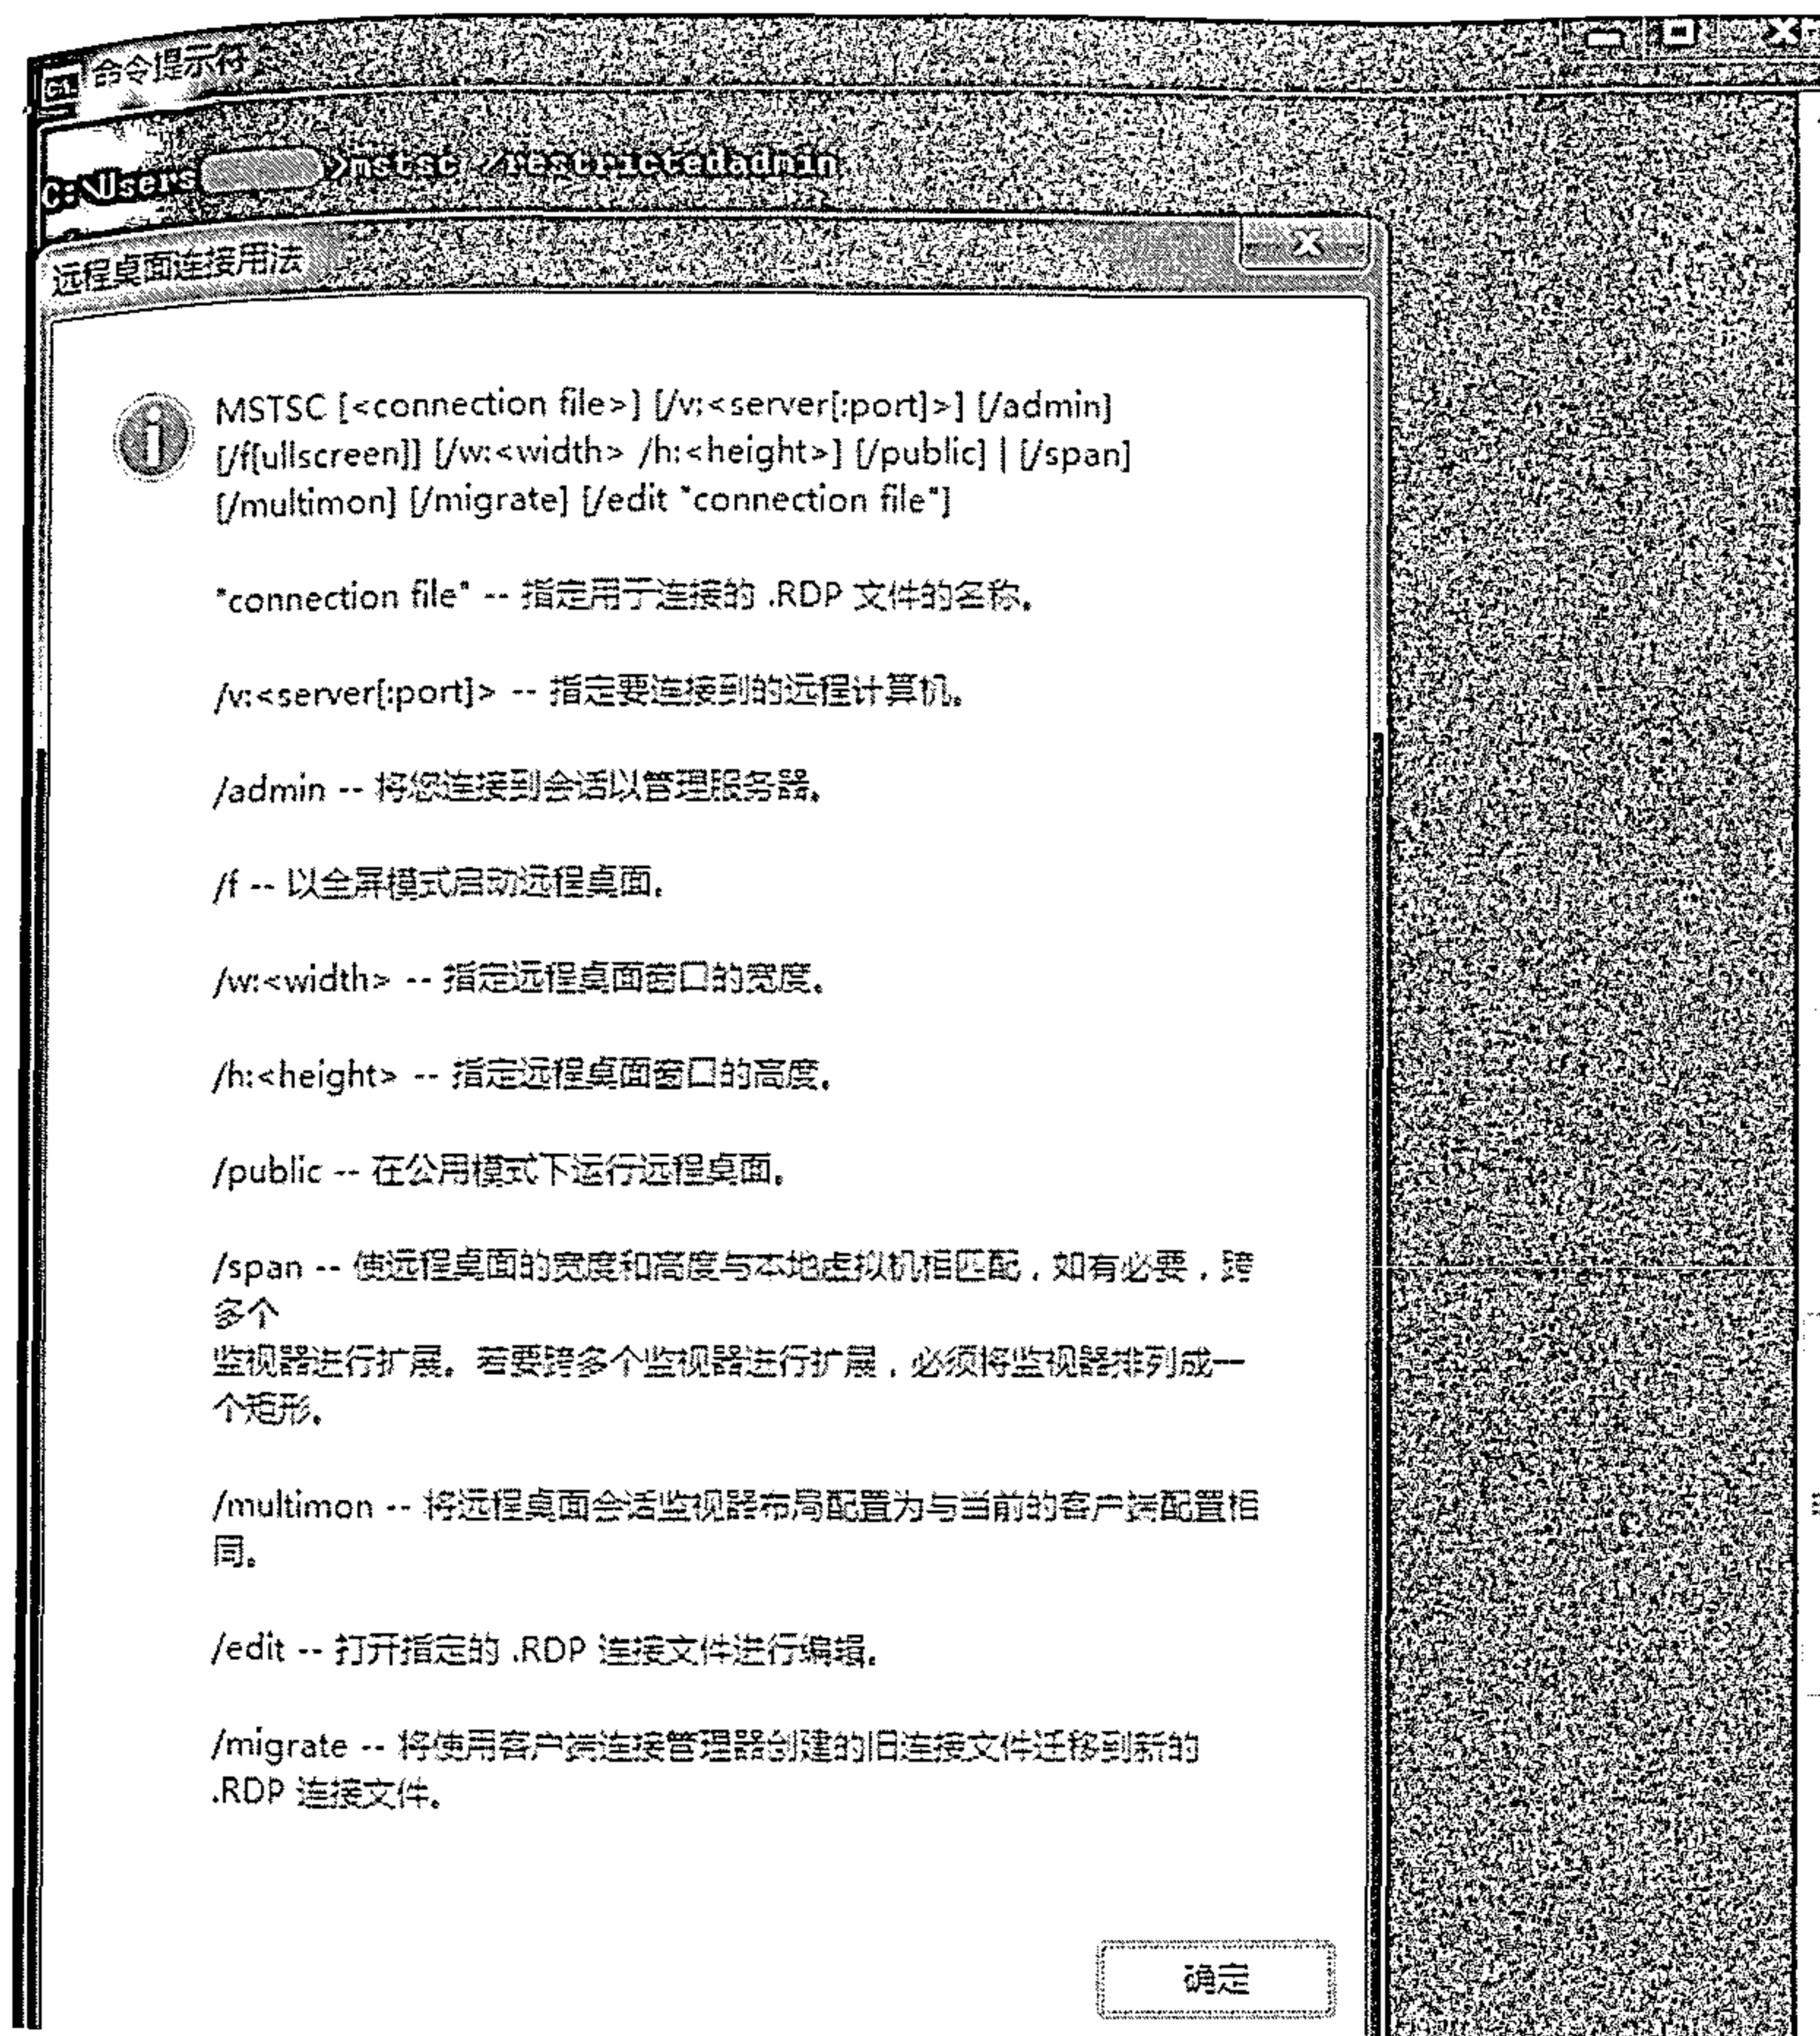 命令提示符
C:\Users >mstsc /restrictedadmin
远程桌面连接用法
MSTSC [<connection file>] [/v:<server[:port]>] [/admin]
[/f[ullscreen]] [/w:<width> /h:<height>] [/public] | [/span]
[/multimon] [/migrate] [/edit "connection file"]
"connection file" -- 指定用于连接的 .RDP 文件的名称。
/v:<server[:port]> -- 指定要连接到的远程计算机。
/admin -- 将您连接到会话以管理服务器。
/f -- 以全屏模式启动远程桌面。
/w:<width> -- 指定远程桌面窗口的宽度。
/h:<height> -- 指定远程桌面窗口的高度。
/public -- 在公用模式下运行远程桌面。
/span -- 使远程桌面的宽度和高度与本地虚拟机相匹配，如有必要，跨
多个
监视器进行扩展。若要跨多个监视器进行扩展，必须将监视器排列成一
个矩形。
/multimon -- 将远程桌面会话监视器布局配置为与当前的客户端配置相
同。
/edit -- 打开指定的 .RDP 连接文件进行编辑。
/migrate -- 将使用客户端连接管理器创建的旧连接文件迁移到新的
.RDP 连接文件。
确定